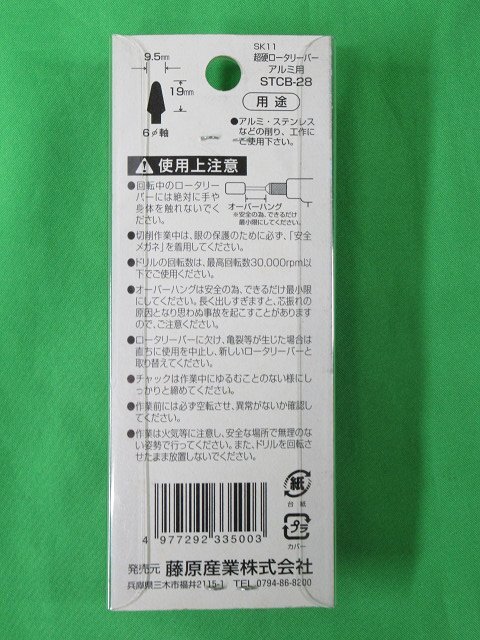 SK11
超硬ロータリーバー
アルミ用
STCB-28
9.5mm
19mm
6φ軸
用途
●アルミ・ステンレス
などの削り、工作に
ご使用下さい。
使用上注意
●回転中のロータリー
バーには絶対に手や
身体を触れないでく
ださい。
オーバーハング
※安全の為、できるだけ
最小限にしてください。
●切削作業中は、眼の保護のために必ず、「安全
メガネ」を着用してください。
●ドリルの回転数は、最高回転数30,000rpm以
下でご使用ください。
●オーバーハングは安全の為、できるだけ最小限
にしてください。長く出しすぎますと、芯振れの
原因となり思わぬ事故を起こすことがあります
ので、ご注意ください。
●ロータリーバーに欠け、亀裂等が生じた場合は
直ちに使用を中止し、新しいロータリーバーと
取り替えてください。
●チャックは作業中にゆるむことのない様にし
っかりと締めてください。
●作業前には必ず空転させ、異常がないか確認し
てください。
●作業は火気等に注意し、安全な場所で無理のな
い姿勢で行ってください。また、ドリルを回転さ
せたまま放置しないでください。
紙
台紙
プラ
カバー
4 977292 335003
発売元 藤原産業株式会社
兵庫県三木市福井2115-1 TEL 0794-86-8200